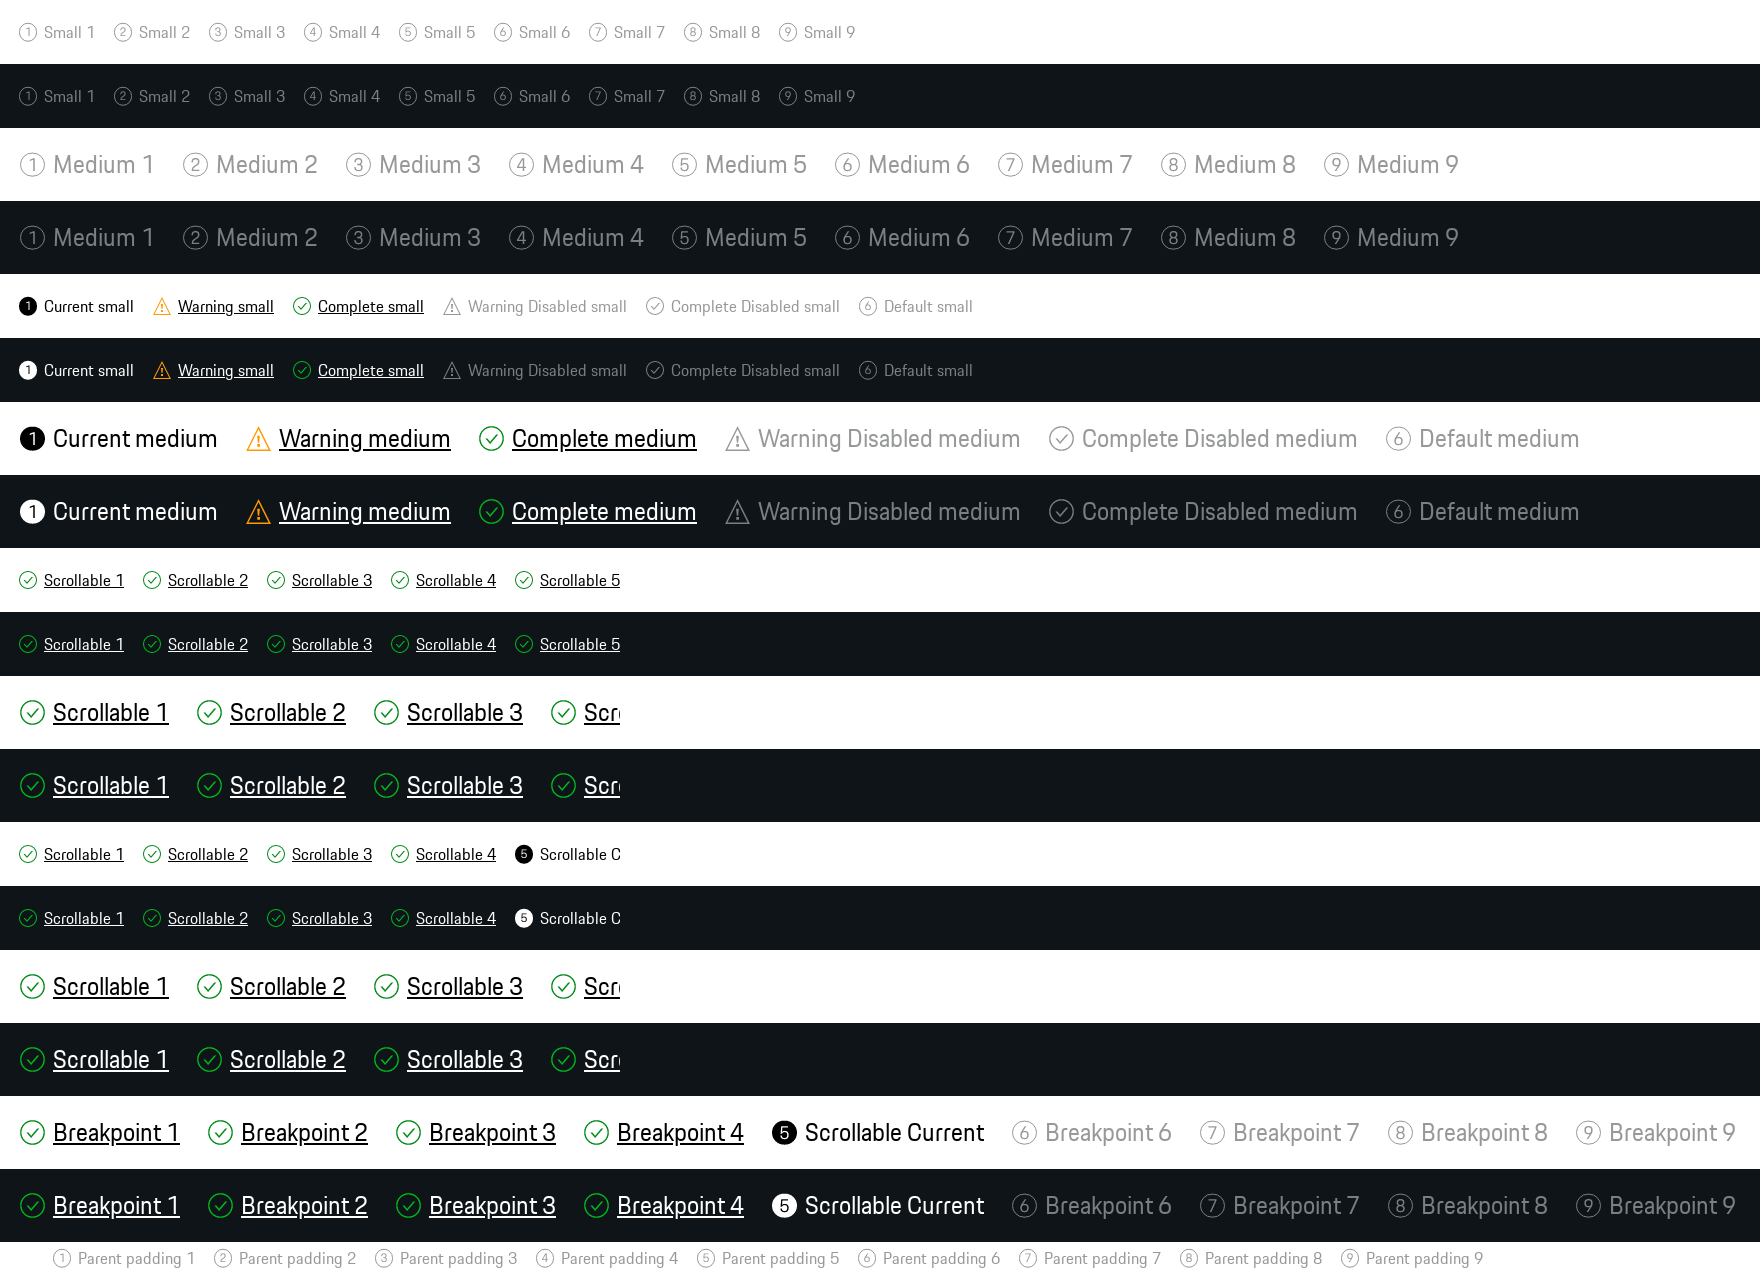 1 Small 1 2 Small 2 3 Small 3 4 Small 4 5 Small 5 6 Small 6 7 Small 7 8 Small 8 9 Small 9
1 Small 1 2 Small 2 3 Small 3 4 Small 4 5 Small 5 6 Small 6 7 Small 7 8 Small 8 9 Small 9
1 Medium 1 2 Medium 2 3 Medium 3 4 Medium 4 5 Medium 5 6 Medium 6 7 Medium 7 8 Medium 8 9 Medium 9
1 Medium 1 2 Medium 2 3 Medium 3 4 Medium 4 5 Medium 5 6 Medium 6 7 Medium 7 8 Medium 8 9 Medium 9
1 Current small Warning small Complete small Warning Disabled small Complete Disabled small 6 Default small
1 Current small Warning small Complete small Warning Disabled small Complete Disabled small 6 Default small
1 Current medium Warning medium Complete medium Warning Disabled medium Complete Disabled medium 6 Default medium
1 Current medium Warning medium Complete medium Warning Disabled medium Complete Disabled medium 6 Default medium
Scrollable 1 Scrollable 2 Scrollable 3 Scrollable 4 Scrollable 5
Scrollable 1 Scrollable 2 Scrollable 3 Scrollable 4 Scrollable 5
Scrollable 1 Scrollable 2 Scrollable 3 Scr
Scrollable 1 Scrollable 2 Scrollable 3 Scr
Scrollable 1 Scrollable 2 Scrollable 3 Scrollable 4 5 Scrollable C
Scrollable 1 Scrollable 2 Scrollable 3 Scrollable 4 5 Scrollable C
Scrollable 1 Scrollable 2 Scrollable 3 Scr
Scrollable 1 Scrollable 2 Scrollable 3 Scr
Breakpoint 1 Breakpoint 2 Breakpoint 3 Breakpoint 4 5 Scrollable Current 6 Breakpoint 6 7 Breakpoint 7 8 Breakpoint 8 9 Breakpoint 9
Breakpoint 1 Breakpoint 2 Breakpoint 3 Breakpoint 4 5 Scrollable Current 6 Breakpoint 6 7 Breakpoint 7 8 Breakpoint 8 9 Breakpoint 9
1 Parent padding 1 2 Parent padding 2 3 Parent padding 3 4 Parent padding 4 5 Parent padding 5 6 Parent padding 6 7 Parent padding 7 8 Parent padding 8 9 Parent padding 9